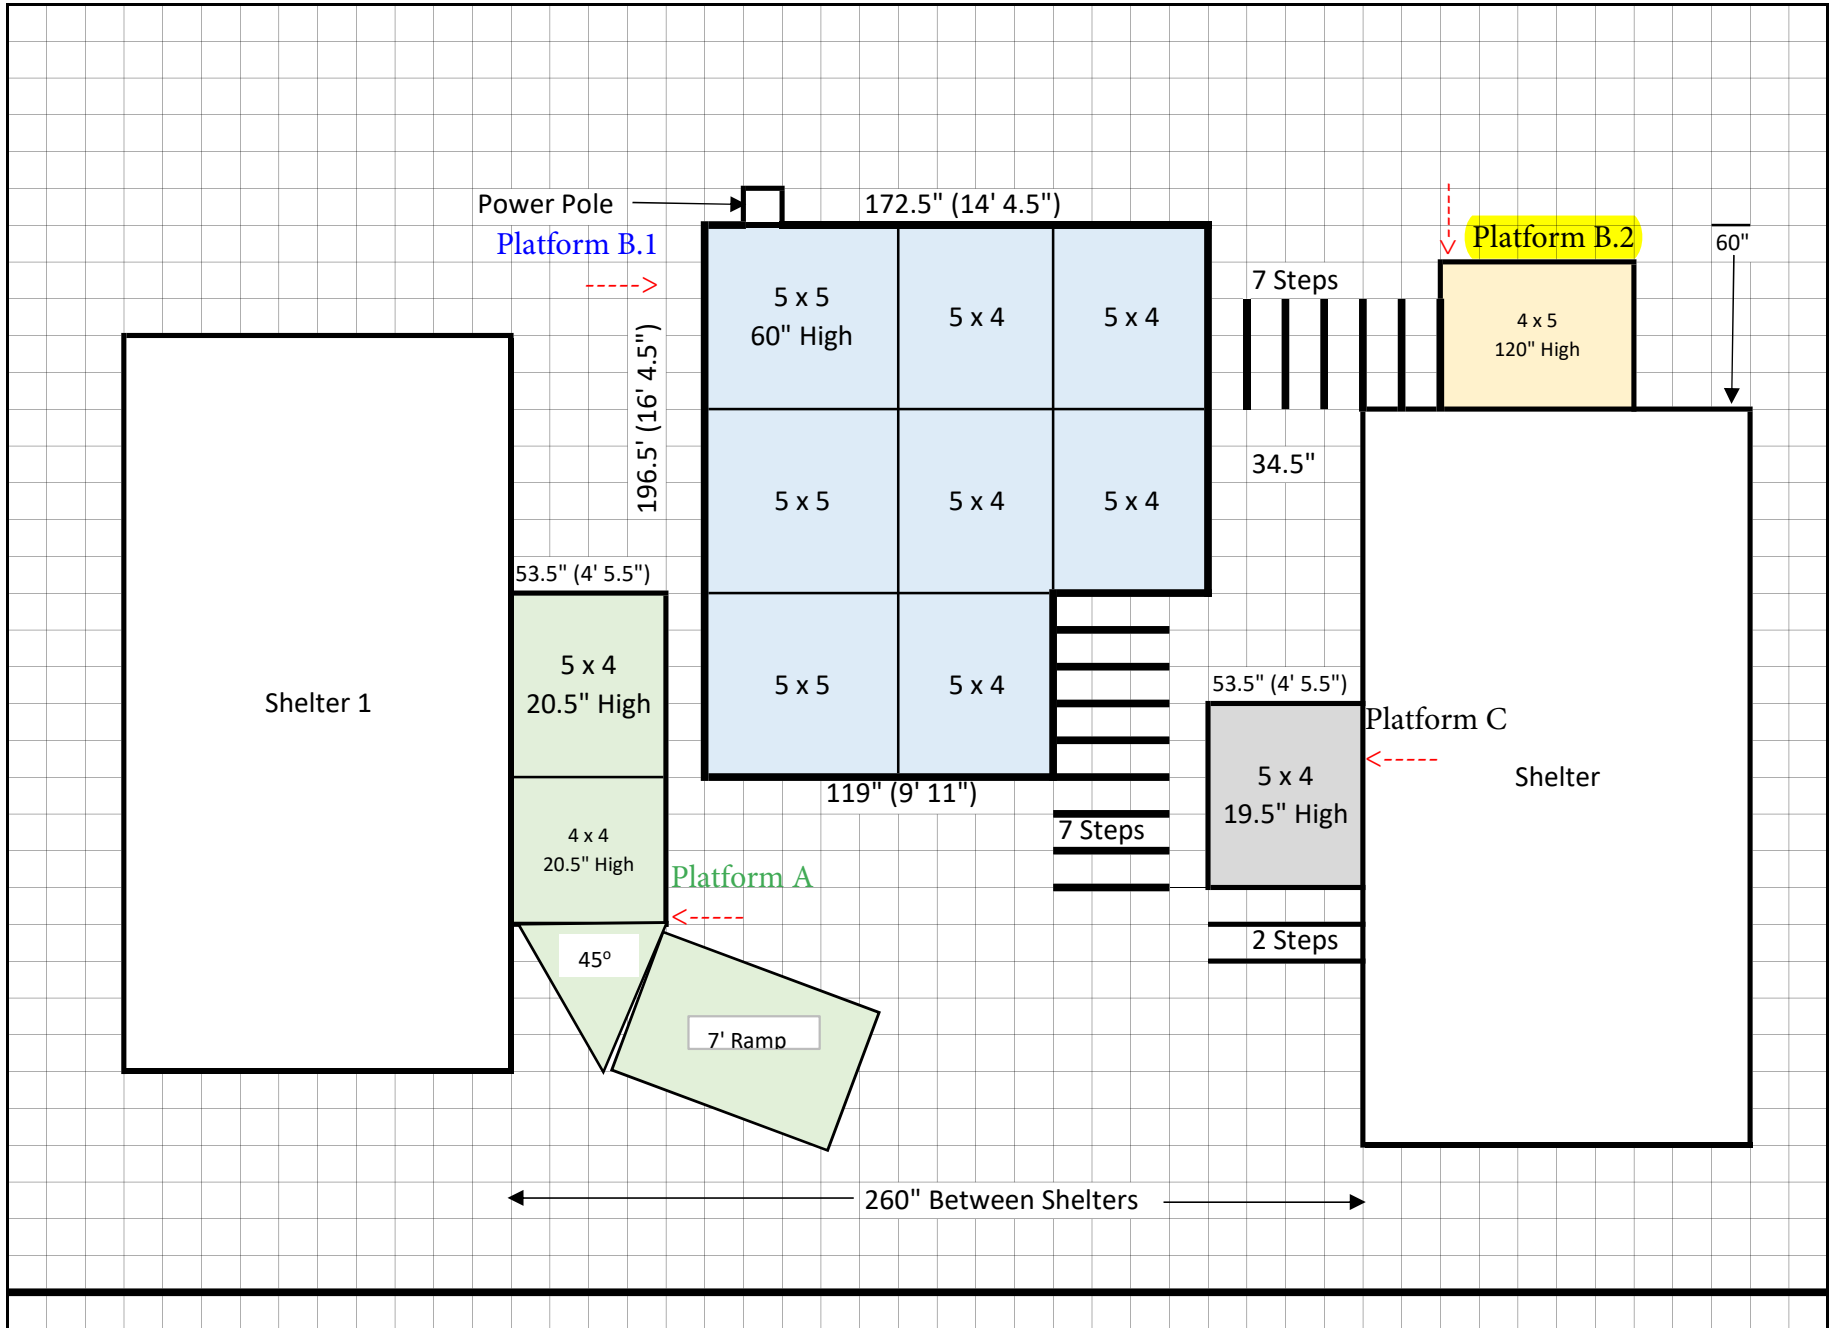 Power Pole
172.5" (14' 4.5")
Platform B.1
Platform B.2
60"
7 Steps
5 x 5
60" High
5 x 4
5 x 4
4 x 5
120" High
196.5' (16' 4.5")
34.5"
5 x 5
5 x 4
5 x 4
53.5" (4' 5.5")
5 x 4
20.5" High
Shelter 1
5 x 5
5 x 4
53.5" (4' 5.5")
Platform C
5 x 4
19.5" High
Shelter
119" (9' 11")
7 Steps
4 x 4
20.5" High
Platform A
45º
2 Steps
7' Ramp
260" Between Shelters